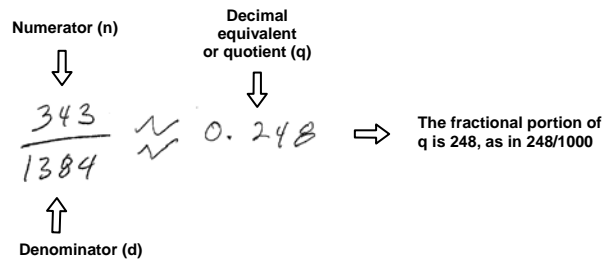 Numerator (n)
Decimal
equivalent
or quotient (q)
343
1384
≈ 0.248
The fractional portion of
q is 248, as in 248/1000
Denominator (d)